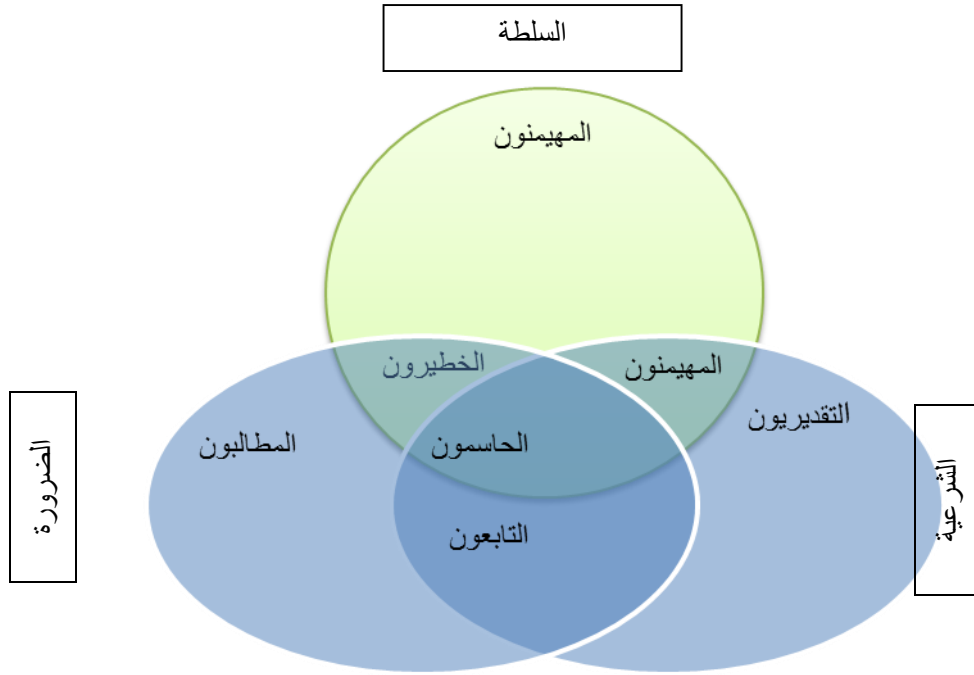 السلطة
المهيمنون
الخطيرون
المهيمنون
التقديريون
الحاسمون
المطالبون
التابعون
الضرورة
الشرعية